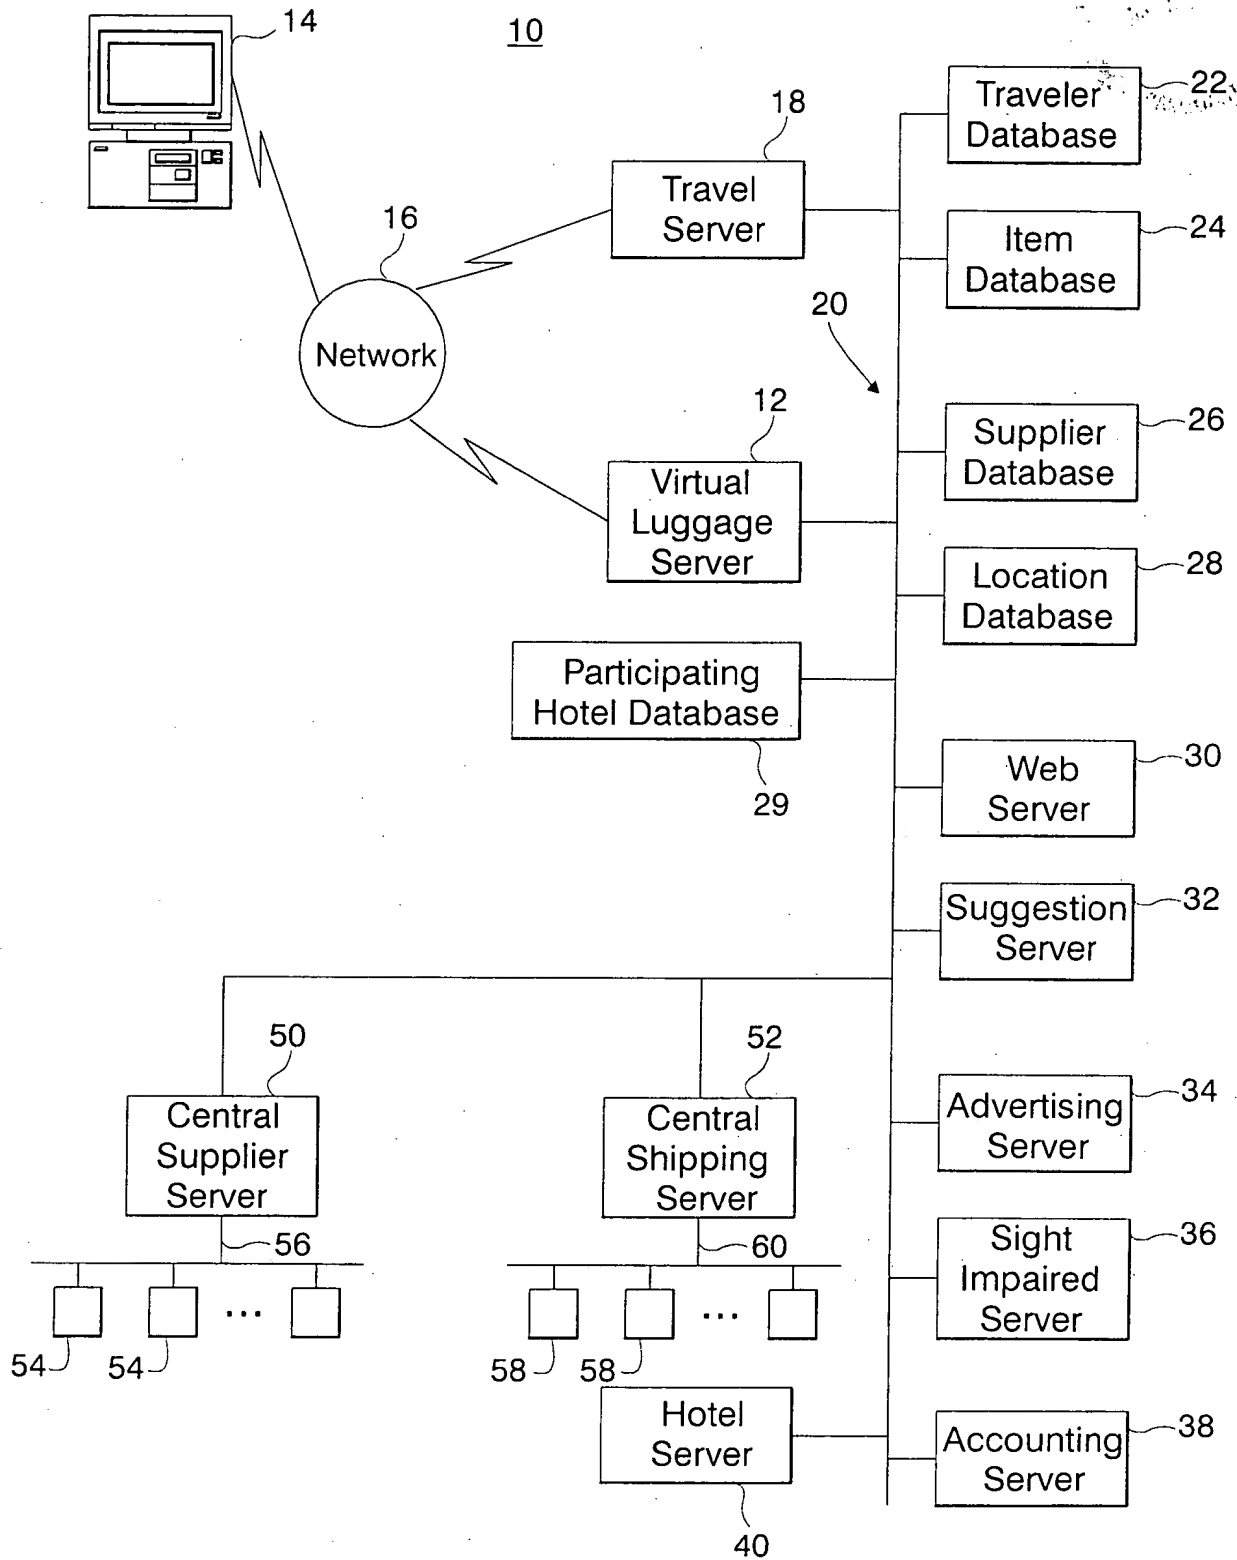 14
10
22
Traveler
Database
18
Travel
Server
16
24
Item
Database
20
Network
12
26
Supplier
Database
Virtual
Luggage
Server
28
Location
Database
Participating
Hotel Database
29
30
Web
Server
32
Suggestion
Server
50
52
34
Advertising
Server
Central
Supplier
Server
Central
Shipping
Server
56
60
36
Sight
Impaired
Server
...
...
54
54
58
58
Hotel
Server
40
38
Accounting
Server